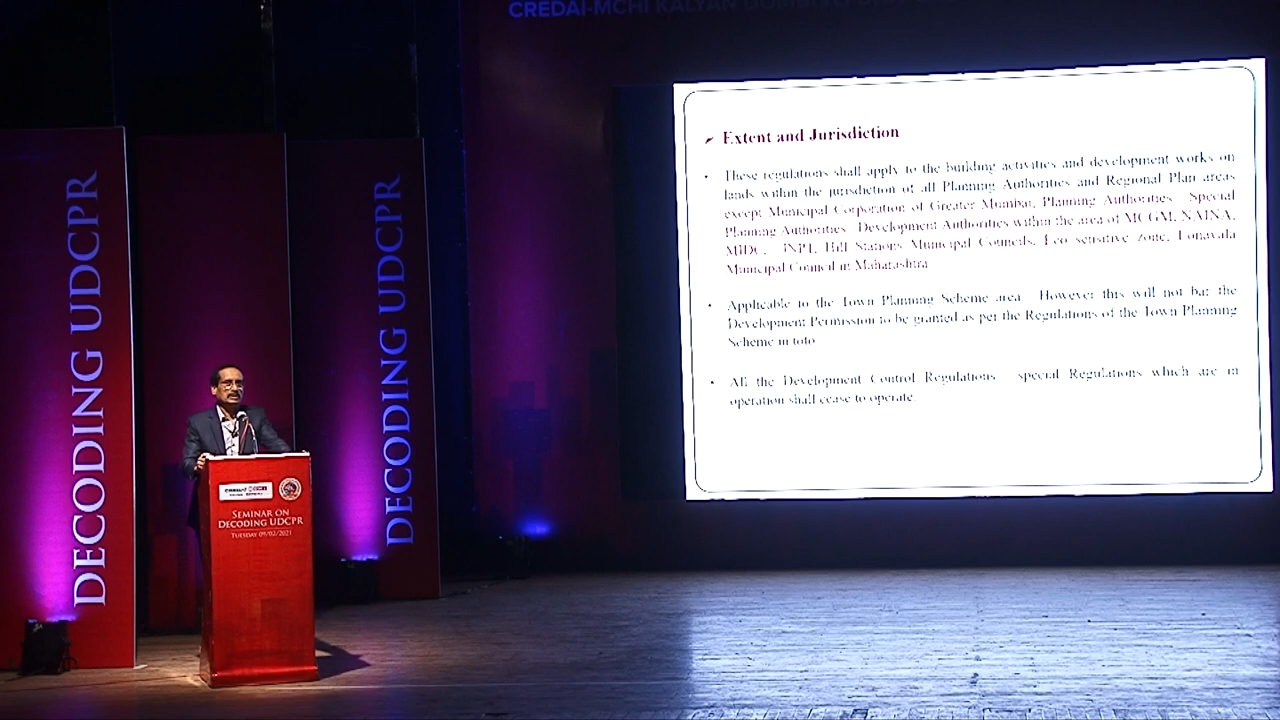 CREDAI-MCHI KALYAN DOMBIVLI
DECODING UDCPR
DECODING UDCPR
SEMINAR ON
DECODING UDCPR
TUESDAY 09/02/2021
Extent and Jurisdiction
These regulations shall apply to the building activities and development works on
lands within the jurisdiction of all Planning Authorities and Regional Plan areas
except Municipal Corporation of Greater Mumbai, Planning Authorities Special
Planning Authorities Development Authorities within the area of MCGM, NAINA,
MIDC, JNPT, Hill Stations Municipal Councils, Eco sensitive zone, Lonavala
Municipal Council in Maharashtra
Applicable to the Town Planning Scheme area. However this will not bar the
Development Permission to be granted as per the Regulations of the Town Planning
Scheme in toto
All the Development Control Regulations special Regulations which are in
operation shall cease to operate.